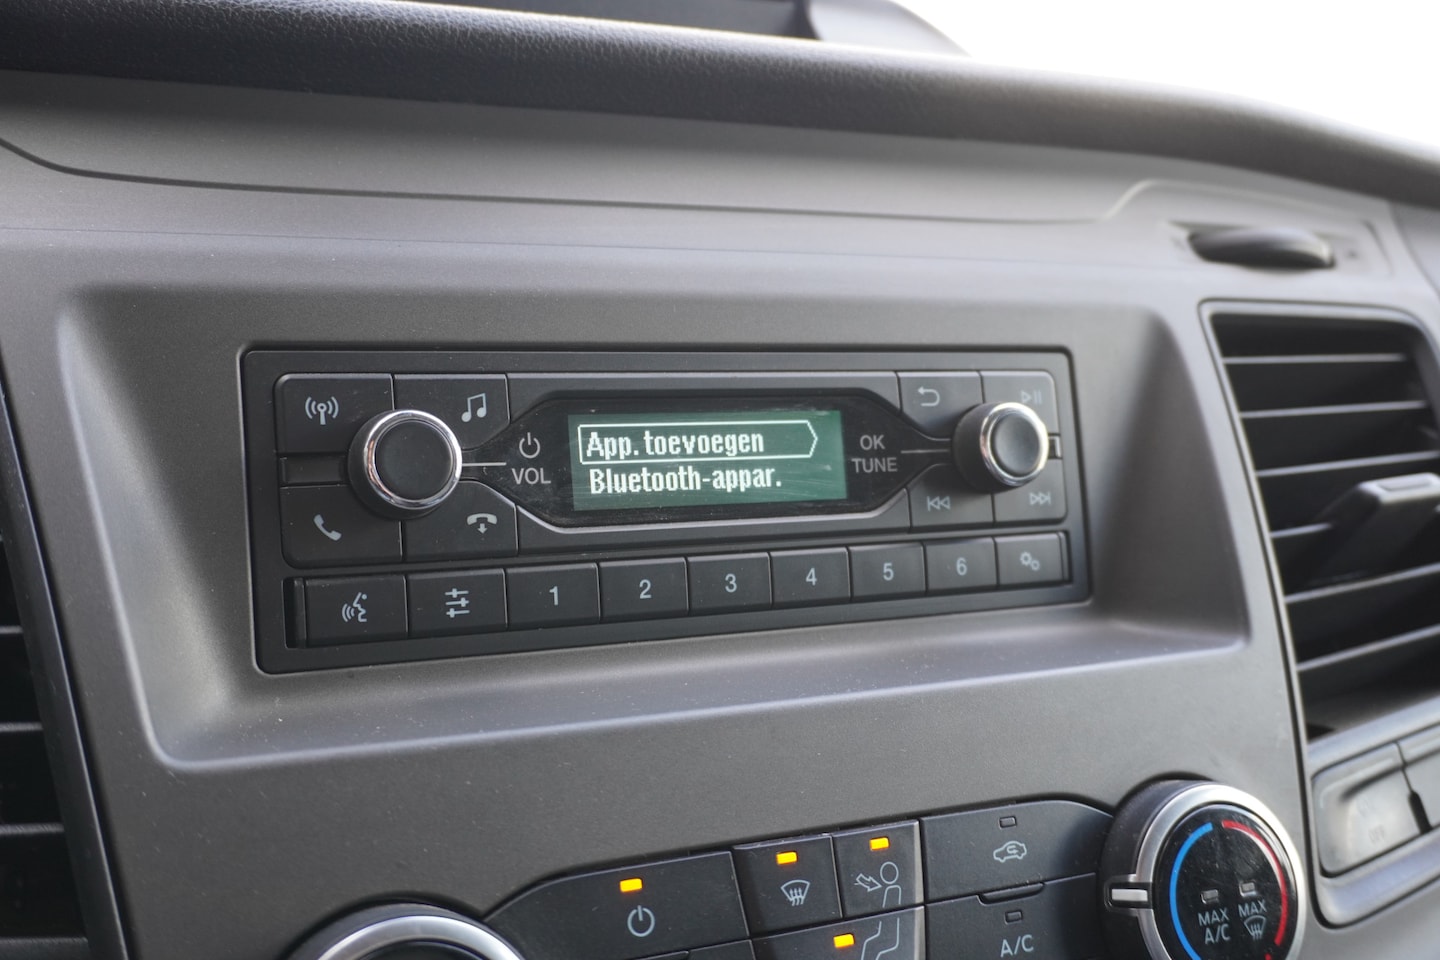 App. toevoegen
Bluetooth-appar.
VOL
OK
TUNE
1 2 3 4 5 6
MAX A/C
MAX
A/C